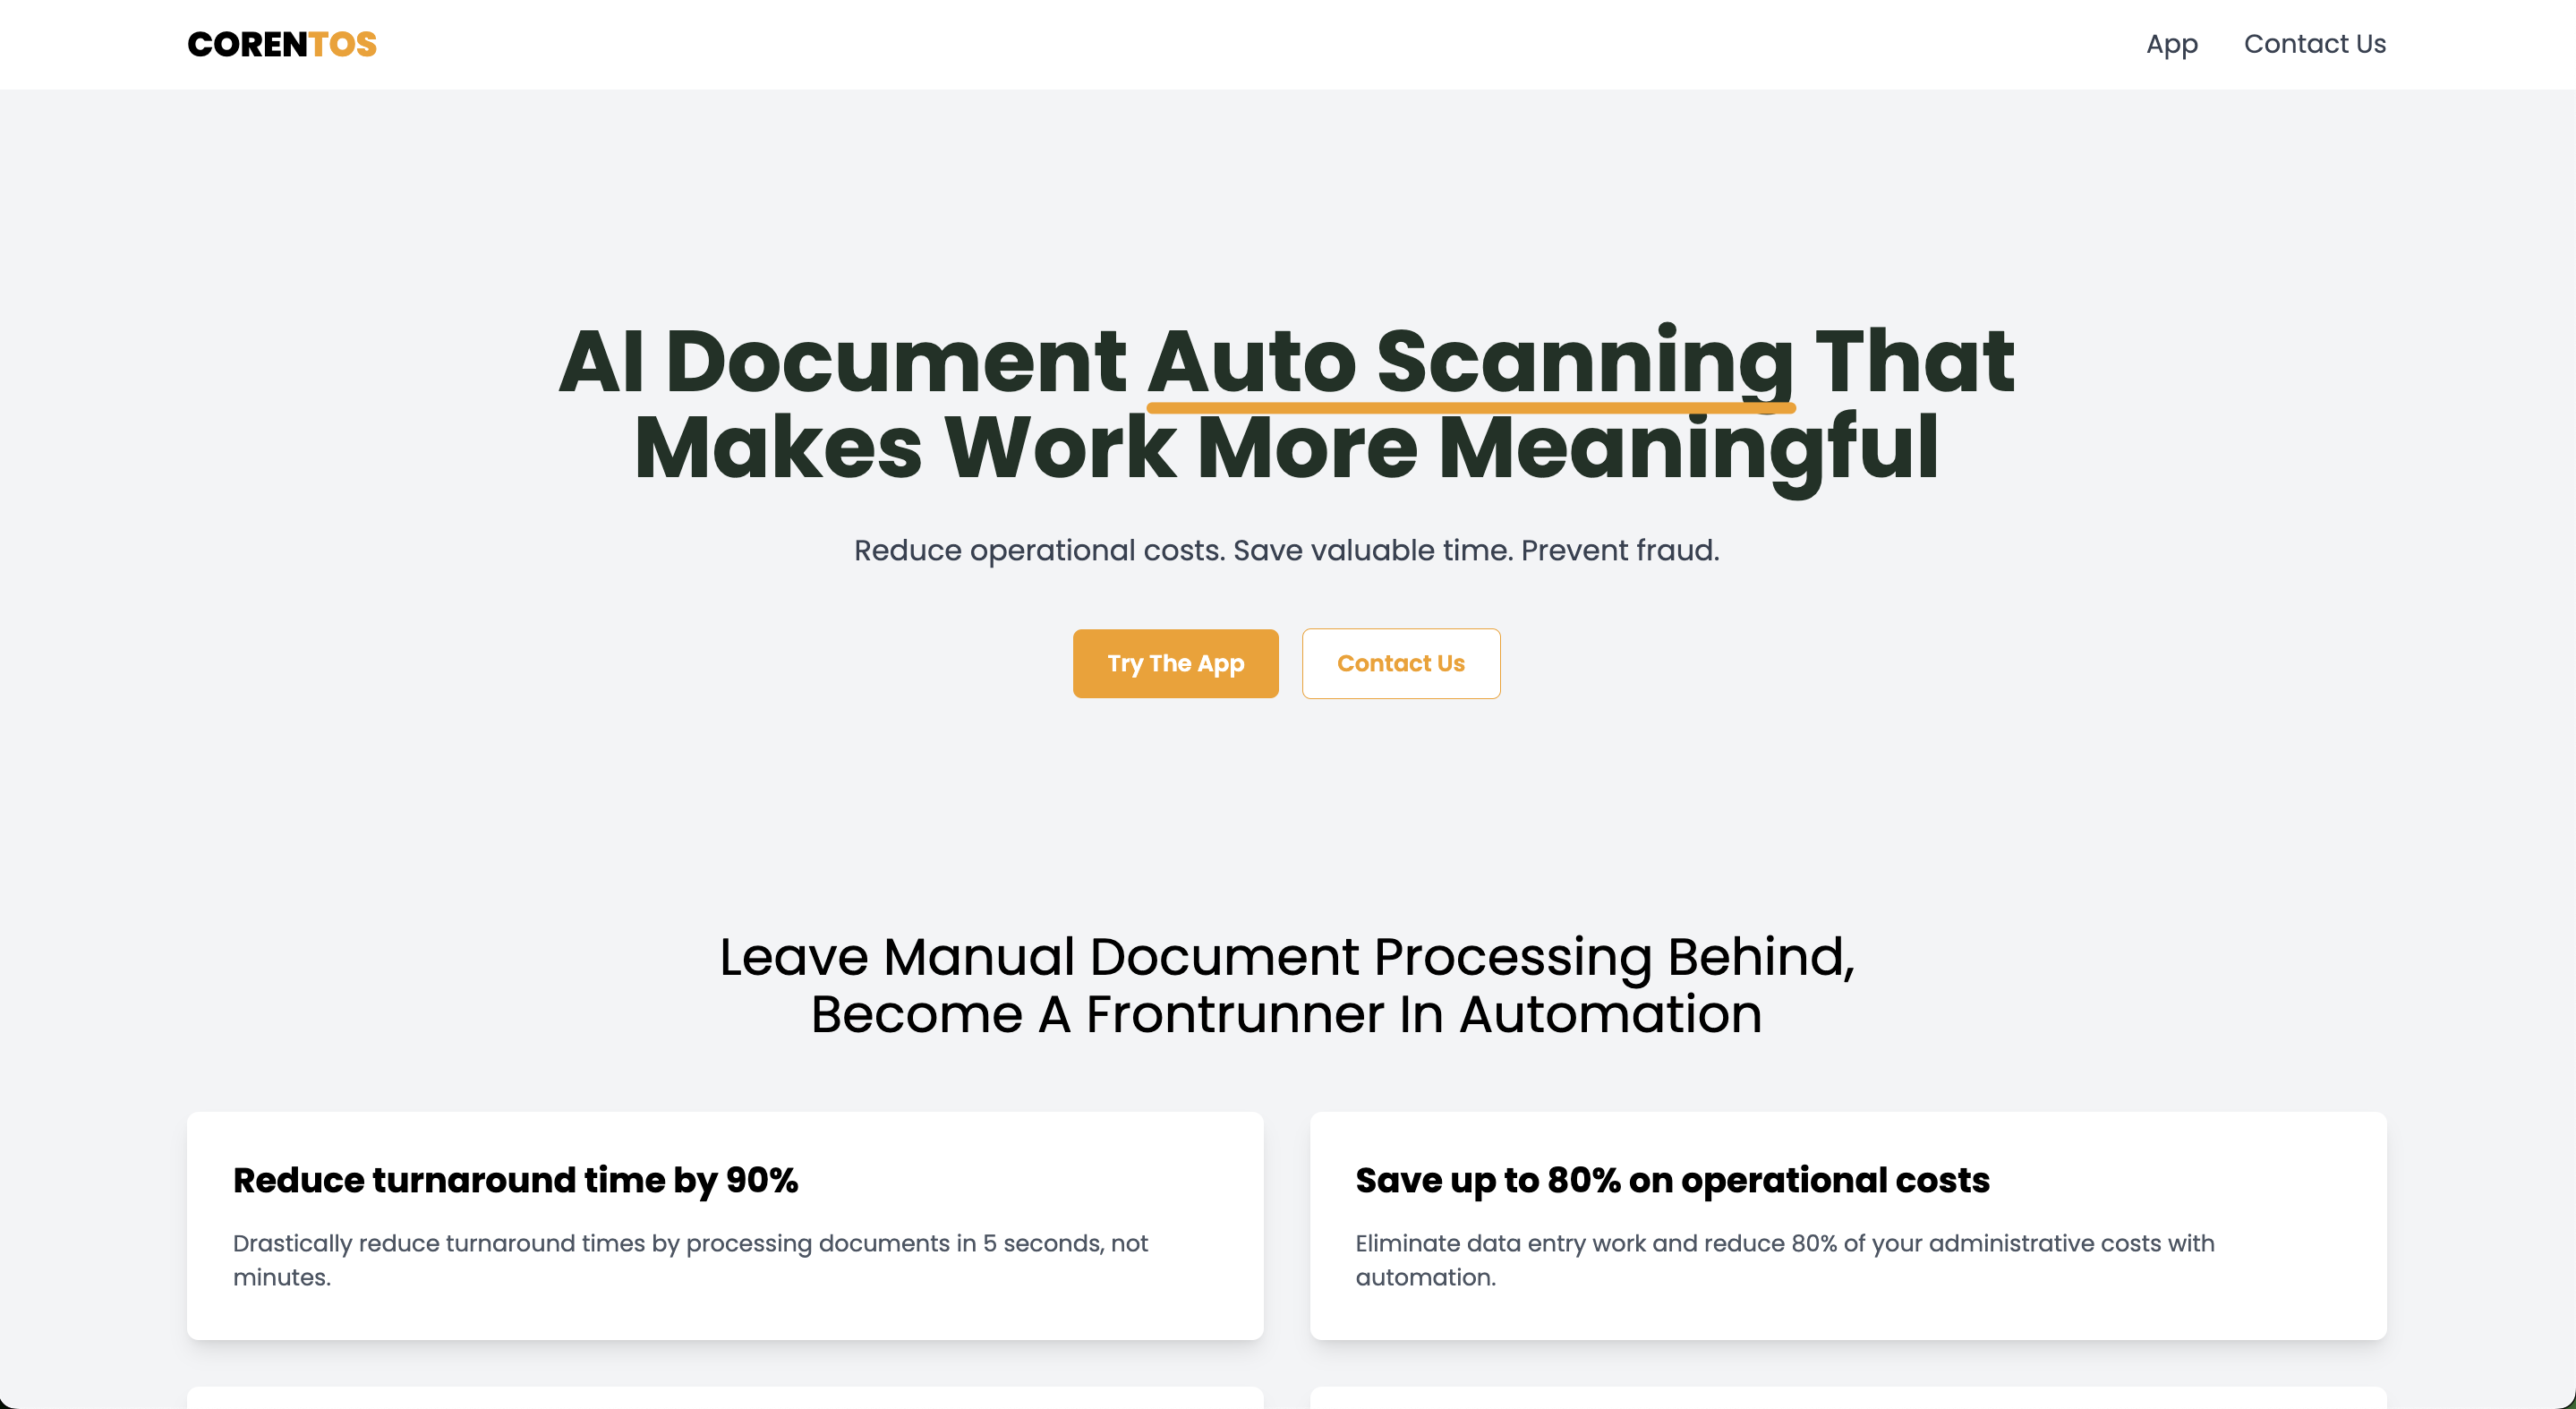 CORENTOS
App
Contact Us
AI Document Auto Scanning That
Makes Work More Meaningful
Reduce operational costs. Save valuable time. Prevent fraud.
Try The App
Contact Us
Leave Manual Document Processing Behind,
Become A Frontrunner In Automation
Reduce turnaround time by 90%
Drastically reduce turnaround times by processing documents in 5 seconds, not
minutes.
Save up to 80% on operational costs
Eliminate data entry work and reduce 80% of your administrative costs with
automation.